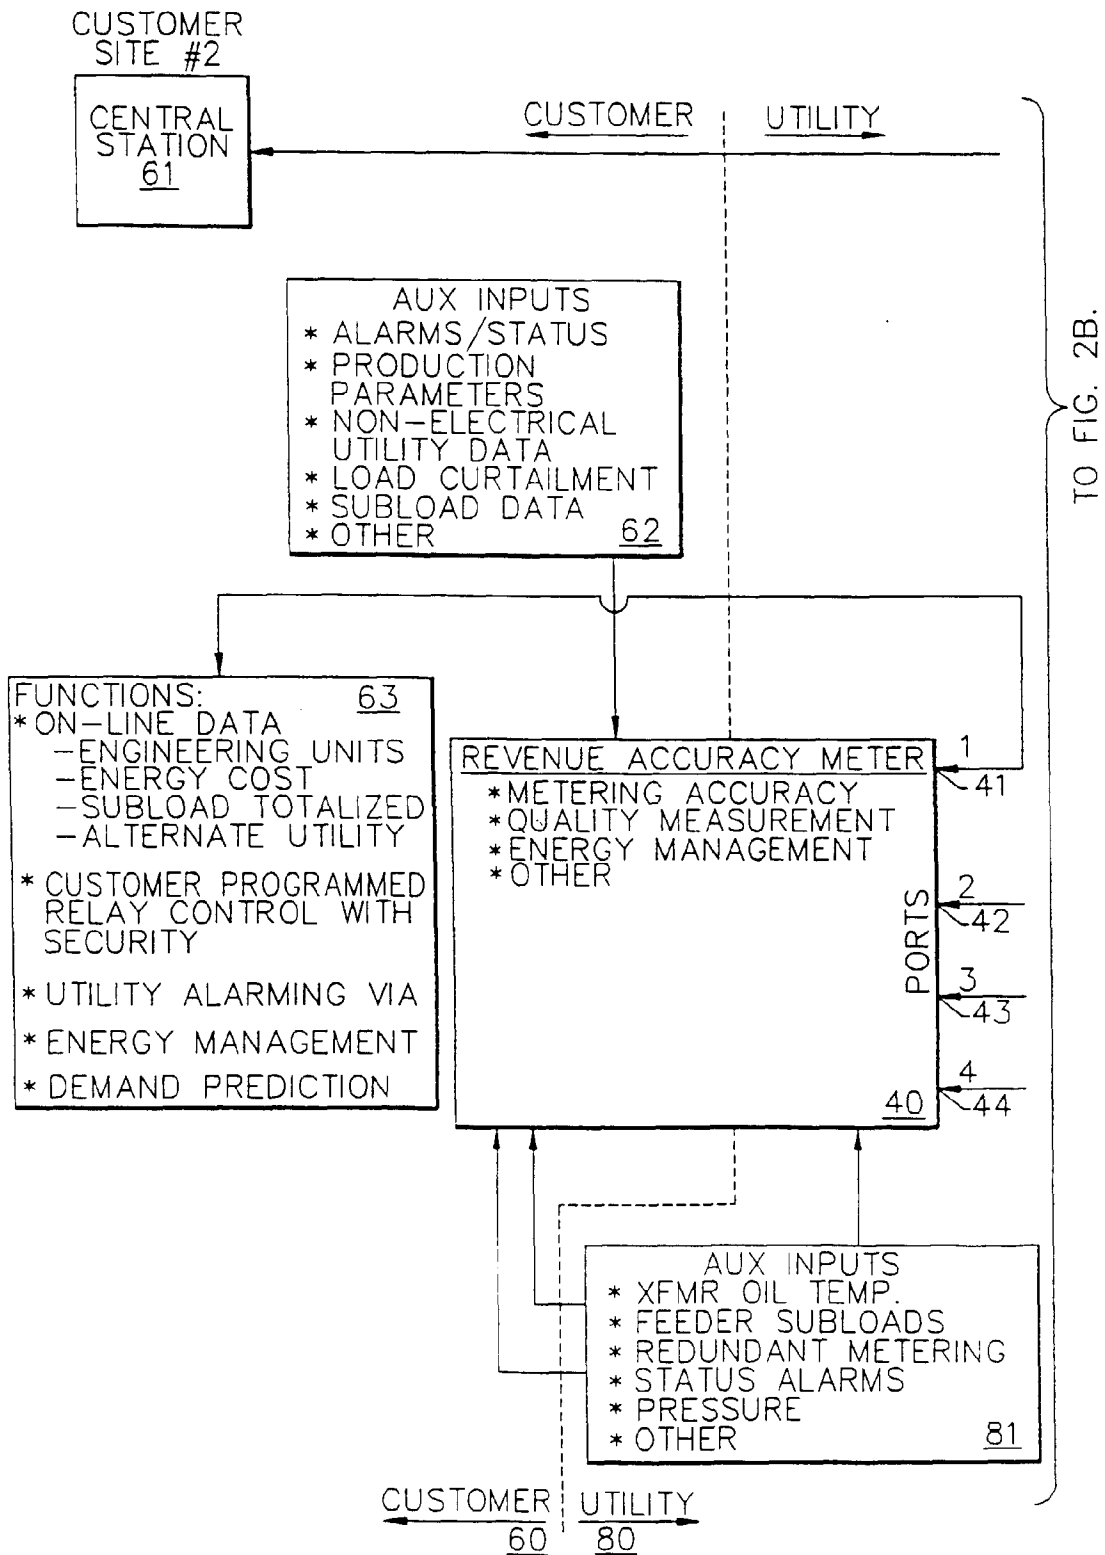 CUSTOMER
SITE #2
CENTRAL
STATION
61
CUSTOMER
UTILITY
AUX INPUTS
* ALARMS/STATUS
* PRODUCTION
PARAMETERS
* NON-ELECTRICAL
UTILITY DATA
* LOAD CURTAILMENT
* SUBLOAD DATA
* OTHER
62
TO FIG. 2B.
FUNCTIONS:
63
* ON-LINE DATA
-ENGINEERING UNITS
-ENERGY COST
-SUBLOAD TOTALIZED
-ALTERNATE UTILITY
* CUSTOMER PROGRAMMED
RELAY CONTROL WITH
SECURITY
* UTILITY ALARMING VIA
* ENERGY MANAGEMENT
* DEMAND PREDICTION
REVENUE ACCURACY METER
* METERING ACCURACY
* QUALITY MEASUREMENT
* ENERGY MANAGEMENT
* OTHER
PORTS
40
1
41
2
42
3
43
4
44
AUX INPUTS
* XFMR OIL TEMP.
* FEEDER SUBLOADS
* REDUNDANT METERING
* STATUS ALARMS
* PRESSURE
* OTHER
81
CUSTOMER
60
UTILITY
80